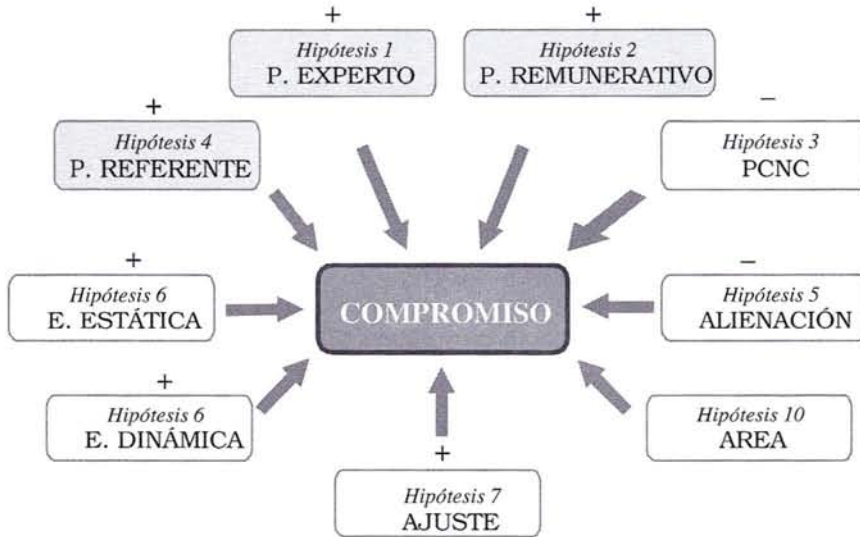 +
Hipótesis 1
P. EXPERTO
+
Hipótesis 2
P. REMUNERATIVO
+
Hipótesis 4
P. REFERENTE
−
Hipótesis 3
PCNC
+
Hipótesis 6
E. ESTÁTICA
COMPROMISO
−
Hipótesis 5
ALIENACIÓN
+
Hipótesis 6
E. DINÁMICA
Hipótesis 10
AREA
+
Hipótesis 7
AJUSTE